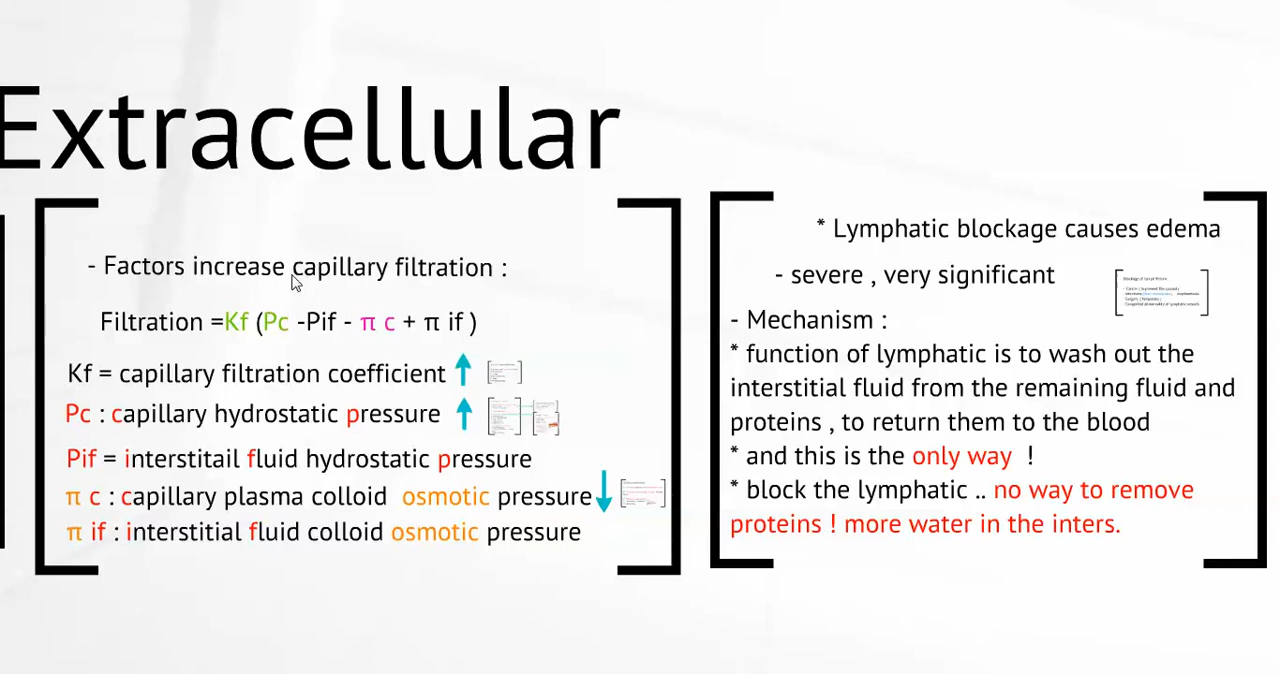 Extracellular
- Factors increase capillary filtration :
Filtration =Kf (Pc -Pif - π c + π if )
Kf = capillary filtration coefficient
Pc : capillary hydrostatic pressure
Pif = interstitail fluid hydrostatic pressure
π c : capillary plasma colloid osmotic pressure
π if : interstitial fluid colloid osmotic pressure
* Lymphatic blockage causes edema
- severe , very significant
- Mechanism :
* function of lymphatic is to wash out the
interstitial fluid from the remaining fluid and
proteins , to return them to the blood
* and this is the only way !
* block the lymphatic .. no way to remove
proteins ! more water in the inters.